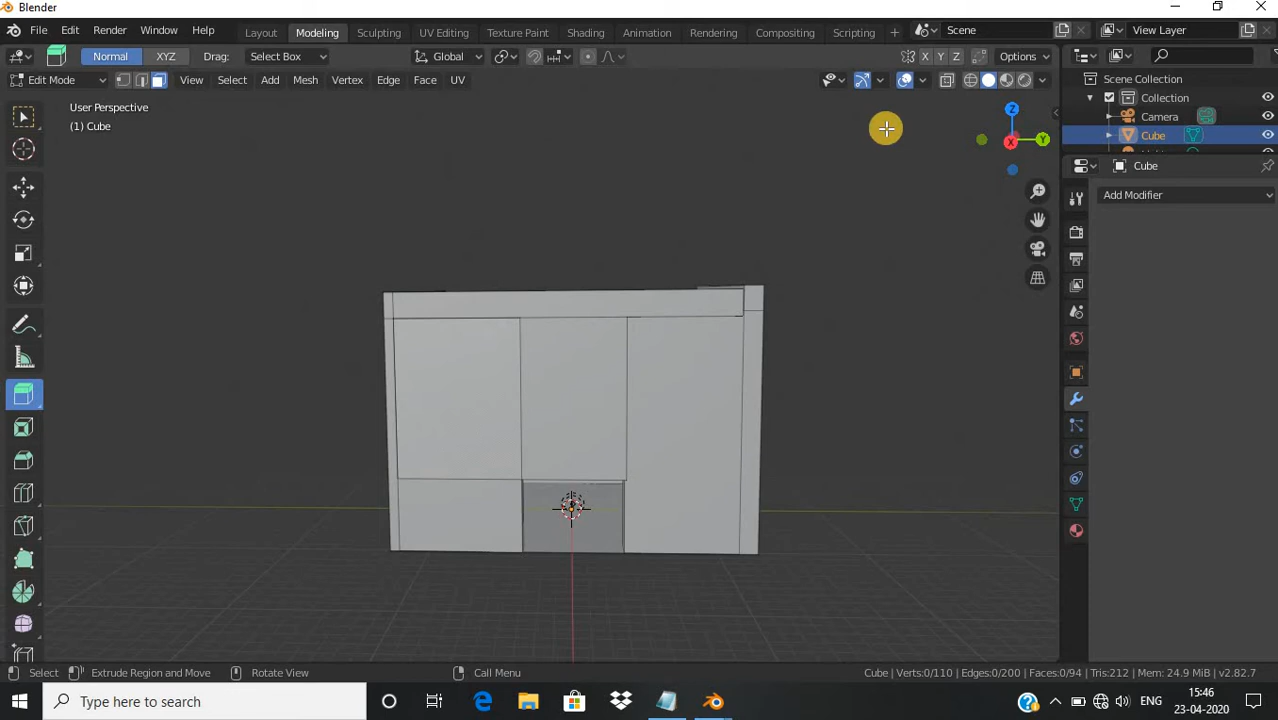 Blender
File Edit Render Window Help Layout Modeling Sculpting UV Editing Texture Paint Shading Animation Rendering Compositing Scripting + Scene View Layer
Normal XYZ Drag: Select Box Global X Y Z Options
Edit Mode View Select Add Mesh Vertex Edge Face UV
Scene Collection
User Perspective
(1) Cube
Collection
Camera
Cube
Z
Y
X
Cube
Add Modifier
Select Extrude Region and Move Rotate View Call Menu Cube | Verts:0/110 | Edges:0/200 | Faces:0/94 | Tris:212 | Mem: 24.9 MiB | v2.82.7
Type here to search
ENG
15:46
23-04-2020